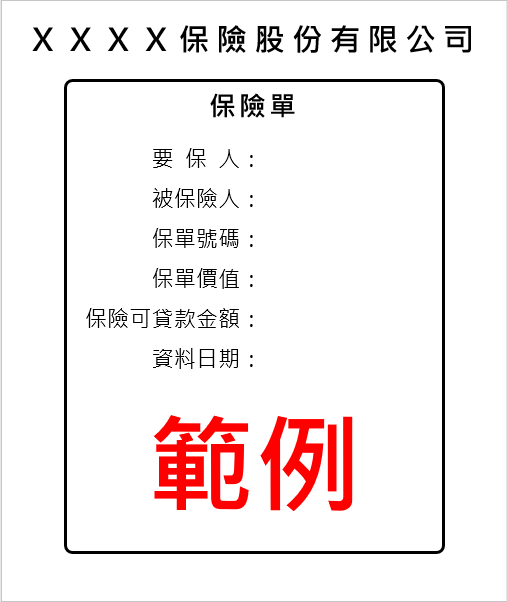 ＸＸＸＸ保險股份有限公司
保險單
要 保 人：
被保險人：
保單號碼：
保單價值：
保險可貸款金額：
資料日期：
範例